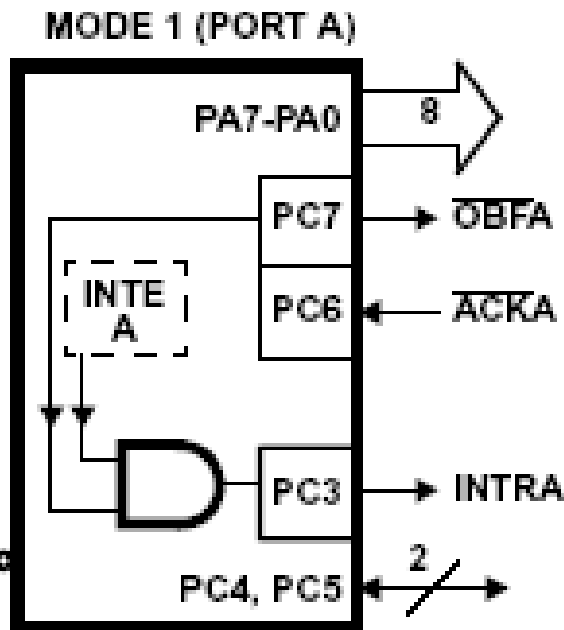 MODE 1 (PORT A)
PA7-PA0
8
PC7
OBFA
INTE
A
PC6
ACKA
PC3
INTRA
PC4, PC5
2